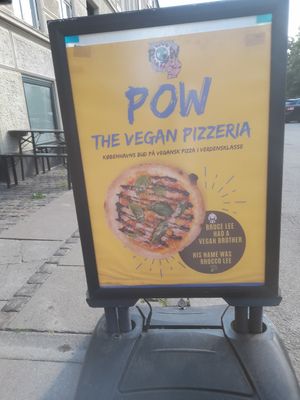 POW
POW
THE VEGAN PIZZERIA
KØBENHAVNS BUD PÅ VEGANSK PIZZA I VERDENSKLASSE
BRUCE LEE
HAD A
VEGAN BROTHER
HIS NAME WAS
BROCCO LEE